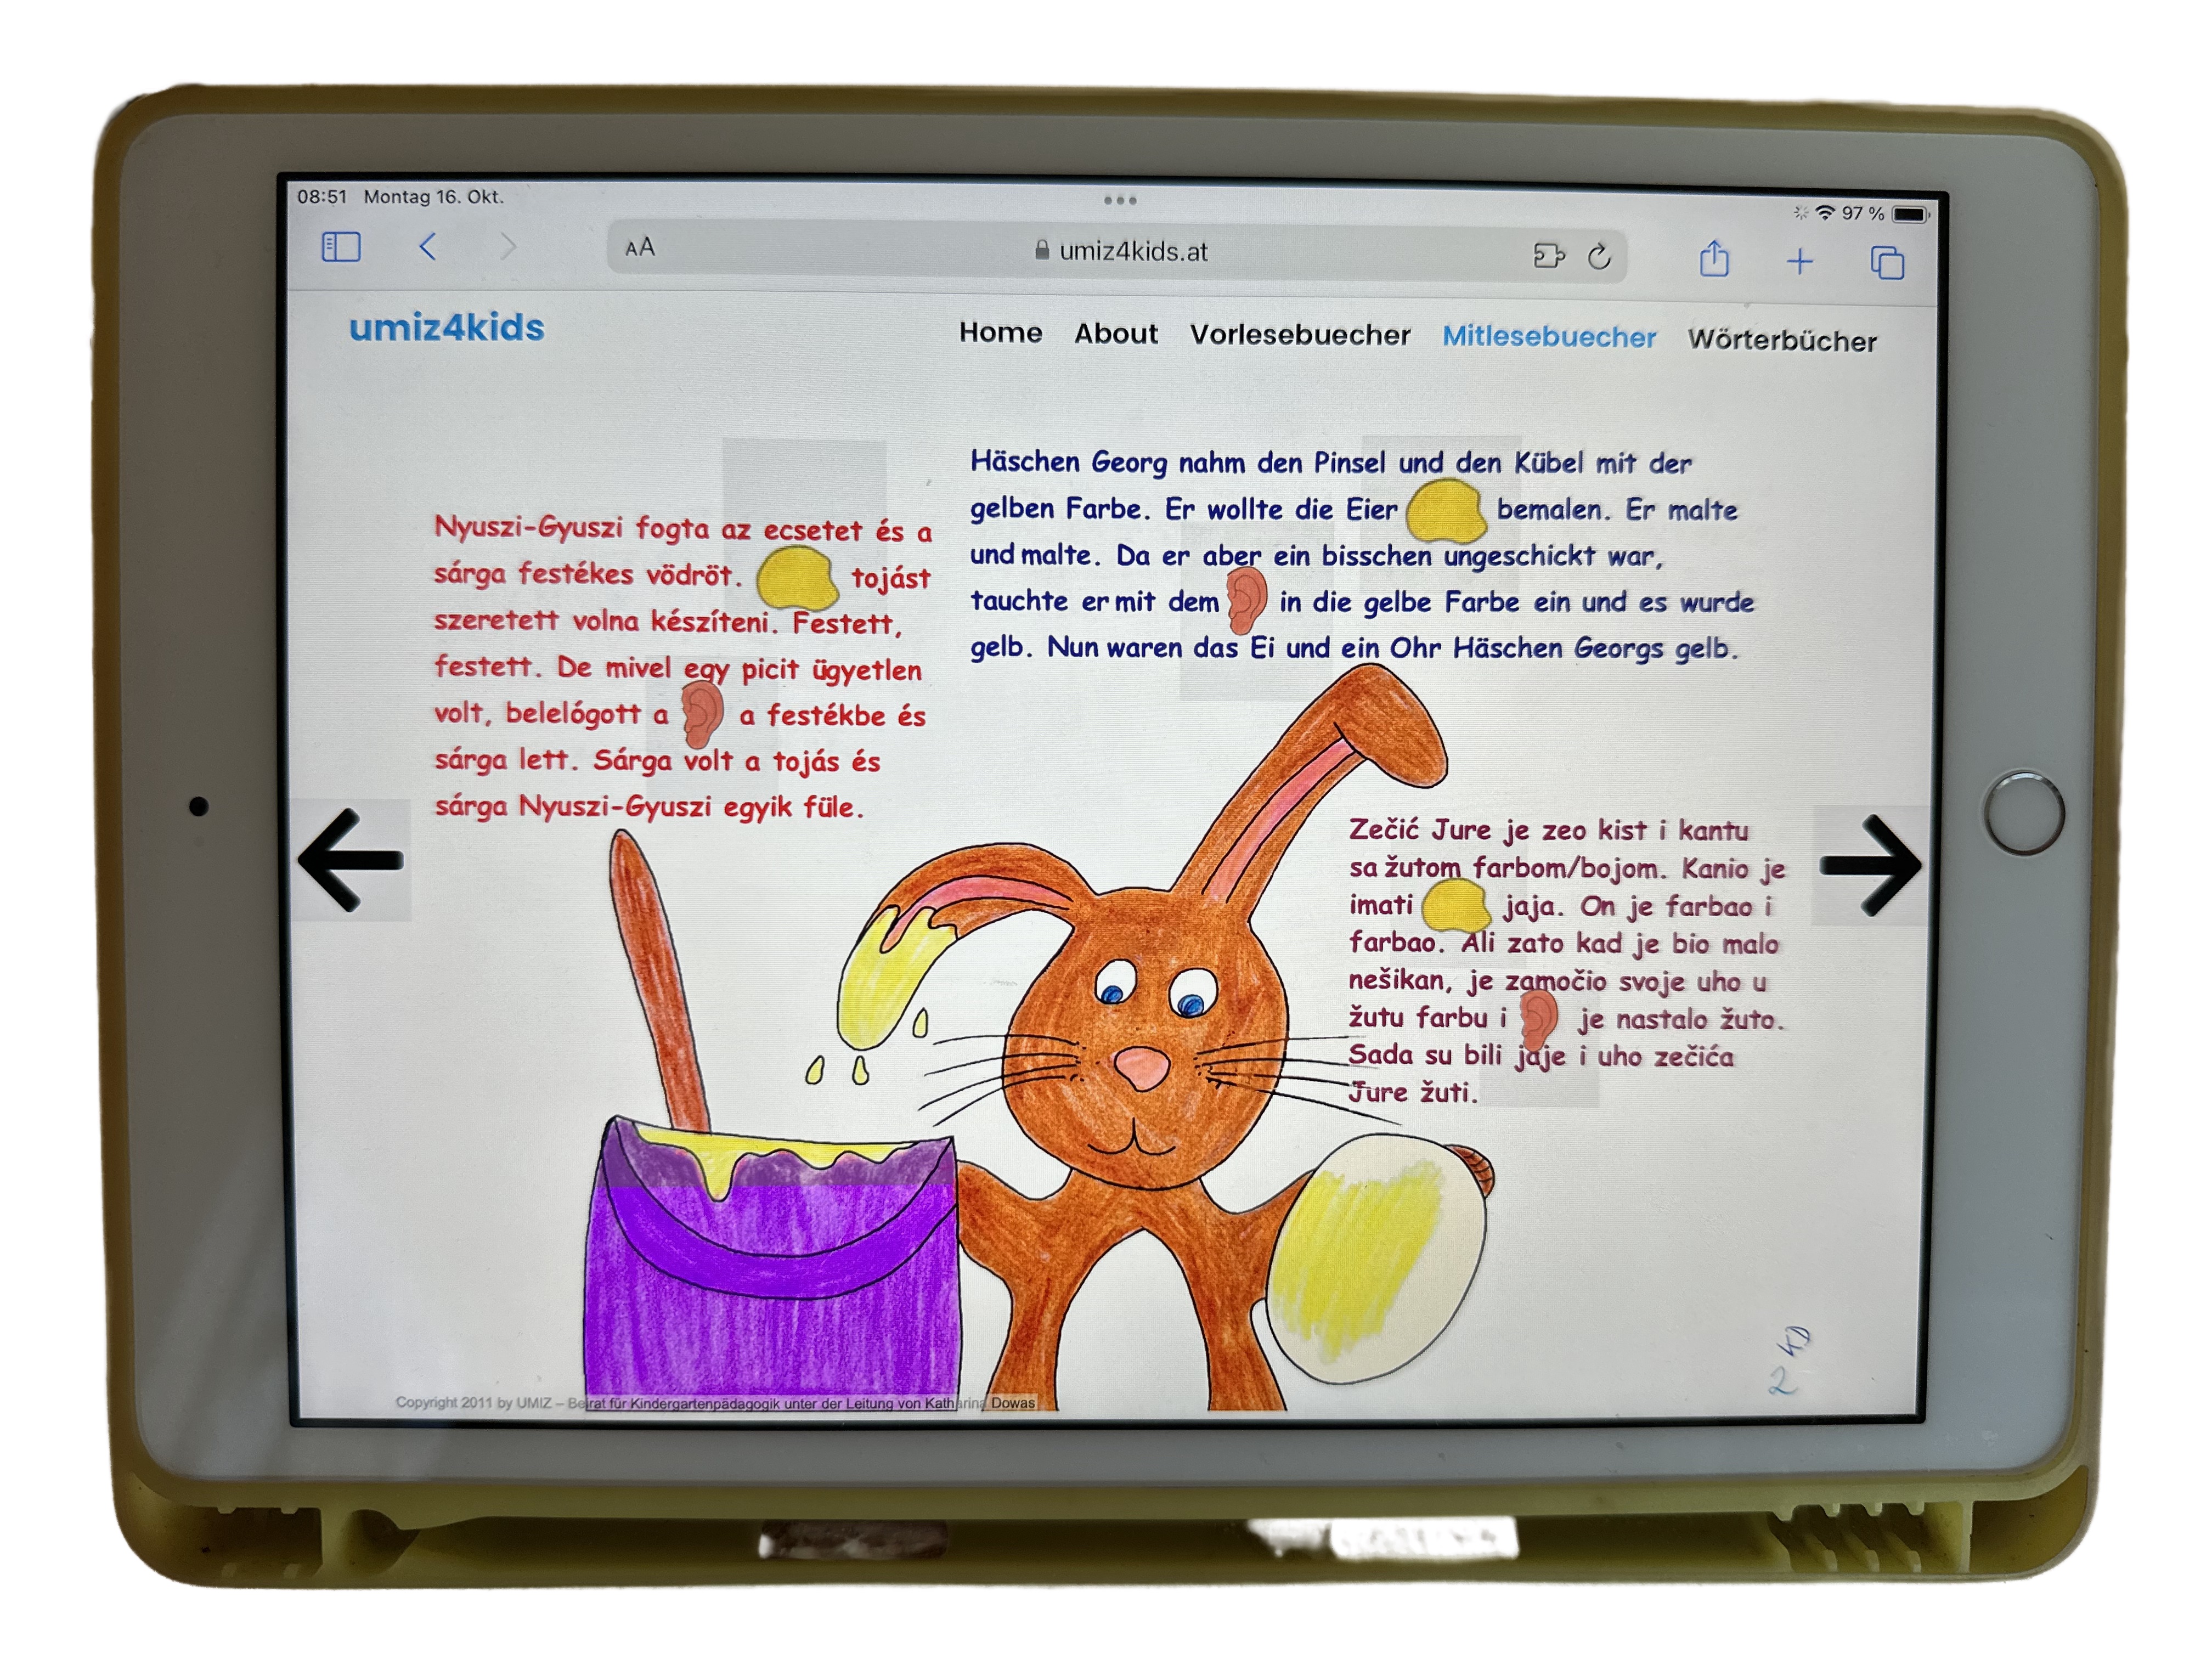 08:51 Montag 16. Okt.
97 %
AA
umiz4kids.at
umiz4kids
Home About Vorlesebuecher Mitlesebuecher Wörterbücher
Nyuszi-Gyuszi fogta az ecsetet és a
sárga festékes vödröt. tojást
szeretett volna készíteni. Festett,
festett. De mivel egy picit ügyetlen
volt, belelógott a a festékbe és
sárga lett. Sárga volt a tojás és
sárga Nyuszi-Gyuszi egyik füle.
Häschen Georg nahm den Pinsel und den Kübel mit der
gelben Farbe. Er wollte die Eier bemalen. Er malte
und malte. Da er aber ein bisschen ungeschickt war,
tauchte er mit dem in die gelbe Farbe ein und es wurde
gelb. Nun waren das Ei und ein Ohr Häschen Georgs gelb.
Zečić Jure je zeo kist i kantu
sa žutom farbom/bojom. Kanio je
imati jaja. On je farbao i
farbao. Ali zato kad je bio malo
nešikan, je zamočio svoje uho u
žutu farbu i je nastalo žuto.
Sada su bili jaje i uho zečića
Jure žuti.
KD
2
Copyright 2011 by UMIZ – Beirat für Kindergartenpädagogik unter der Leitung von Katharina Dowas